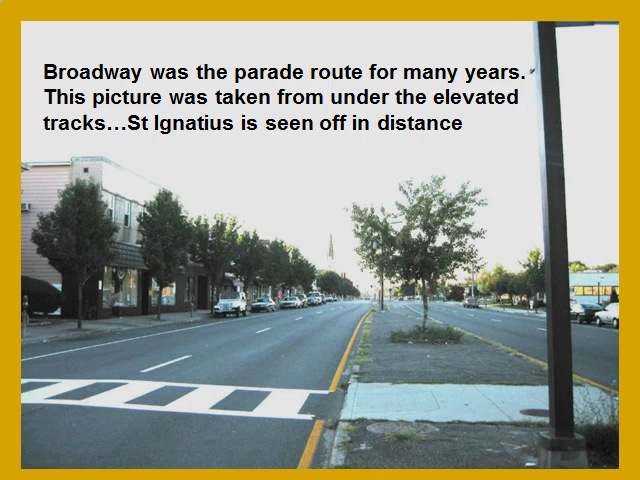 Broadway was the parade route for many years.
This picture was taken from under the elevated
tracks…St Ignatius is seen off in distance